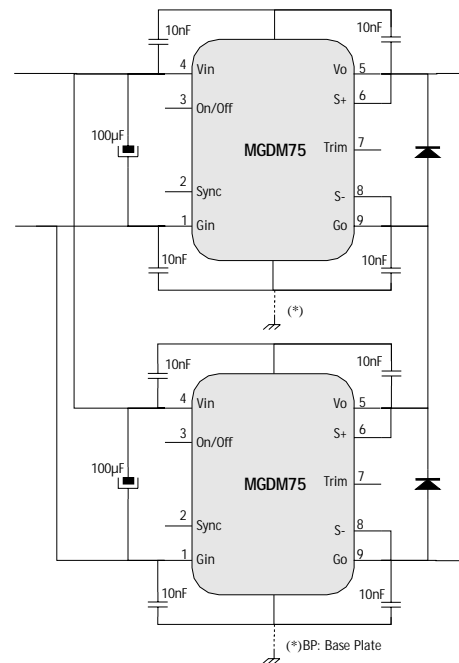 10nF 10nF
4 Vin Vo 5
S+ 6
3 On/Off
100µF MGDM75 Trim 7
2 Sync S- 8
1 Gin Go 9
10nF 10nF
(*)
10nF 10nF
4 Vin Vo 5
S+ 6
3 On/Off
100µF MGDM75 Trim 7
2 Sync S- 8
1 Gin Go 9
10nF 10nF
(*)BP: Base Plate